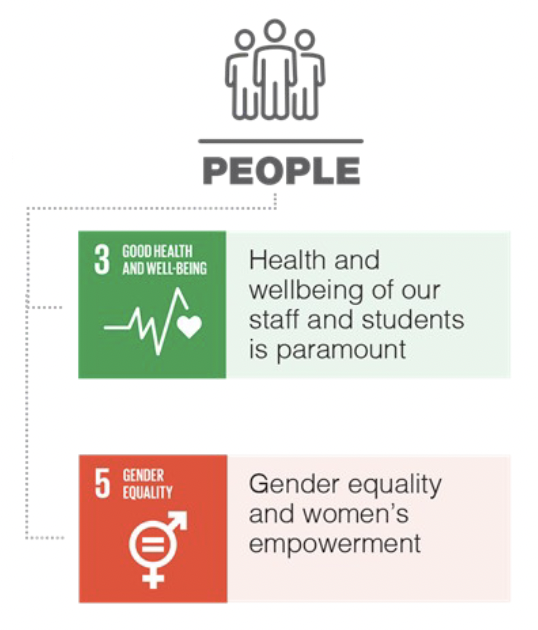 PEOPLE
3 GOOD HEALTH
AND WELL-BEING
Health and
wellbeing of our
staff and students
is paramount
5 GENDER
EQUALITY
Gender equality
and women's
empowerment